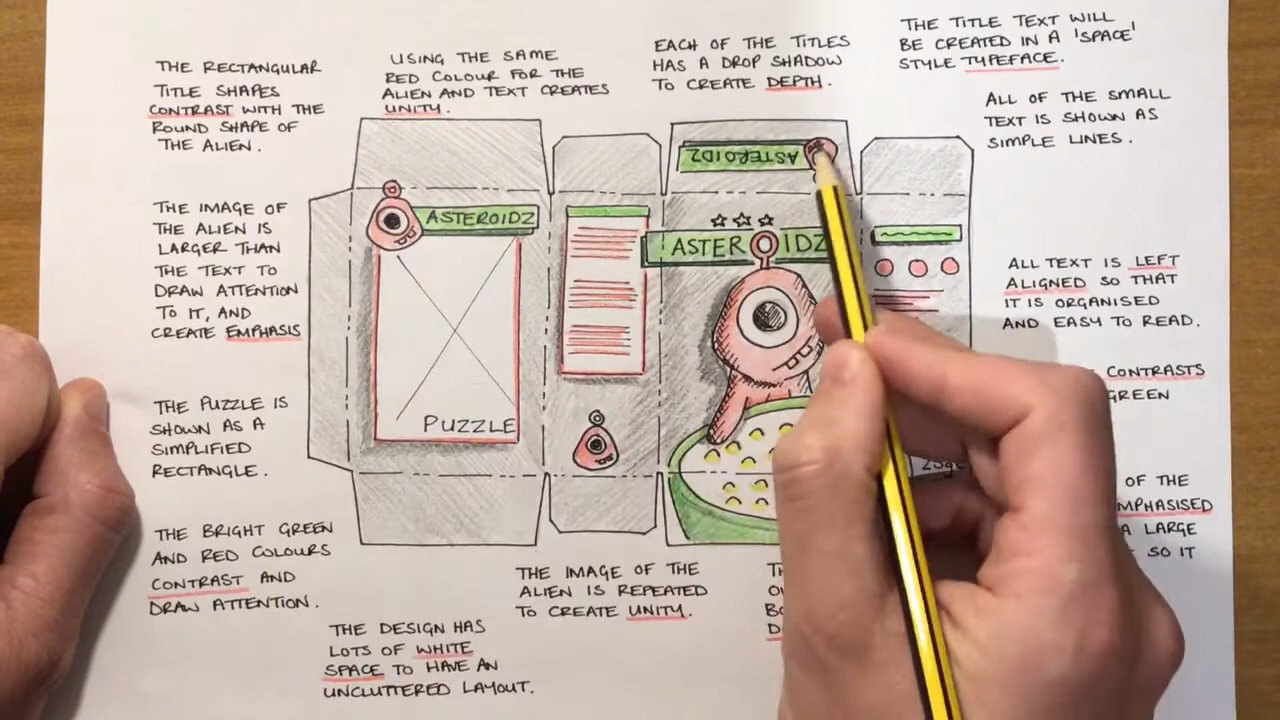 THE RECTANGULAR
TITLE SHAPES
CONTRAST WITH THE
ROUND SHAPE OF
THE ALIEN.
USING THE SAME
RED COLOUR FOR THE
ALIEN AND TEXT CREATES
UNITY.
EACH OF THE TITLES
HAS A DROP SHADOW
TO CREATE DEPTH.
THE TITLE TEXT WILL
BE CREATED IN A 'SPACE'
STYLE TYPEFACE.
ALL OF THE SMALL
TEXT IS SHOWN AS
SIMPLE LINES.
THE IMAGE OF
THE ALIEN IS
LARGER THAN
THE TEXT TO
DRAW ATTENTION
TO IT, AND
CREATE EMPHASIS
ASTEROIDZ
ASTEROIDZ
ASTEROIDZ
PUZZLE
ALL TEXT IS LEFT
ALIGNED SO THAT
IT IS ORGANISED
AND EASY TO READ.
CONTRASTS
GREEN
THE PUZZLE IS
SHOWN AS A
SIMPLIFIED
RECTANGLE.
OF THE
MPHASISED
A LARGE
SO IT
THE BRIGHT GREEN
AND RED COLOURS
CONTRAST AND
DRAW ATTENTION.
THE DESIGN HAS
LOTS OF WHITE
SPACE TO HAVE AN
UNCLUTTERED LAYOUT.
THE IMAGE OF THE
ALIEN IS REPEATED
TO CREATE UNITY.